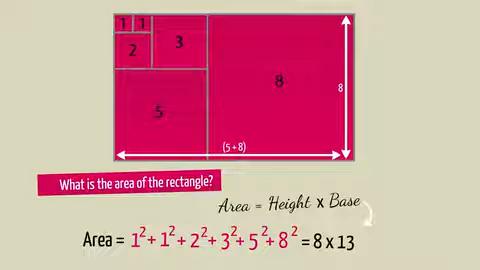 1 1
2 3
8
8
5
(5+8)
What is the area of the rectangle?
Area = Height x Base
Area = 1² + 1² + 2² + 3² + 5² + 8² = 8 x 13